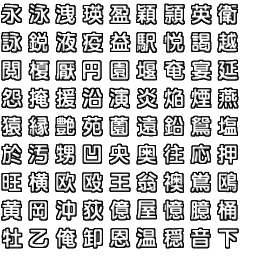 永泳洩瑛盈穎頴英衛
詠鋭液疫益駅悦謁越
閲榎厭円園堰奄宴延
怨掩援沿演炎焔煙燕
猿縁艶苑薗遠鉛鴛塩
於汚甥凹央奥往応押
旺横欧殴王翁襖鴬鴎
黄岡沖荻億屋憶臆桶
牡乙俺卸恩温穏音下